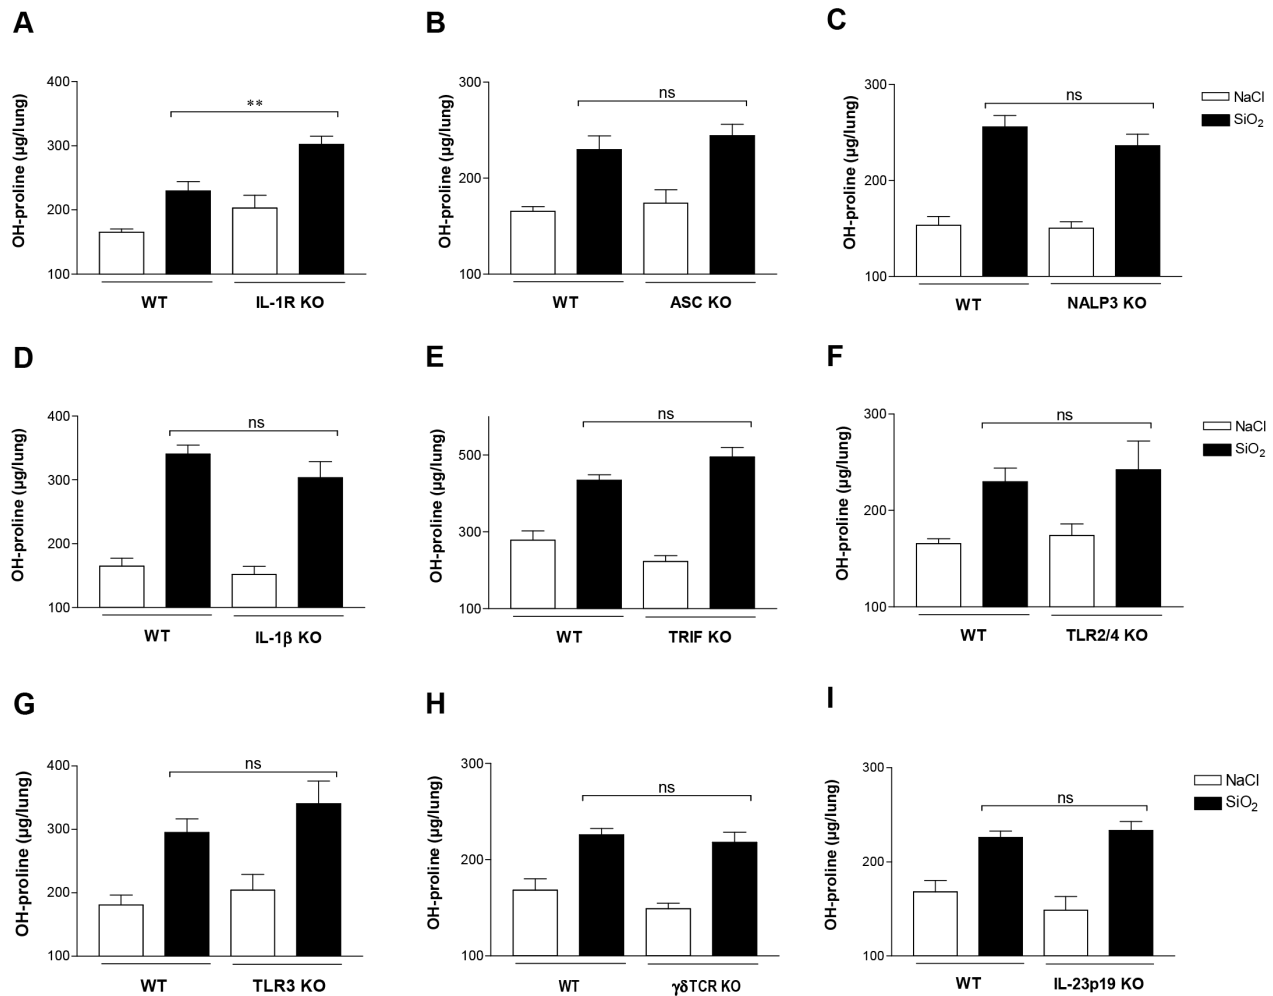 A
B
C
400
300
200
100
OH-proline (µg/lung)
**
WT
IL-1R KO
300
200
100
OH-proline (µg/lung)
ns
WT
ASC KO
300
200
100
OH-proline (µg/lung)
ns
WT
NALP3 KO
NaCl
SiO₂
D
E
F
400
300
200
100
OH-proline (µg/lung)
ns
WT
IL-1β KO
500
300
100
OH-proline (µg/lung)
ns
WT
TRIF KO
300
200
100
OH-proline (µg/lung)
ns
WT
TLR2/4 KO
NaCl
SiO₂
G
H
I
400
300
200
100
OH-proline (µg/lung)
ns
WT
TLR3 KO
300
200
100
OH-proline (µg/lung)
ns
WT
γδTCR KO
300
200
100
OH-proline (µg/lung)
ns
WT
IL-23p19 KO
NaCl
SiO₂